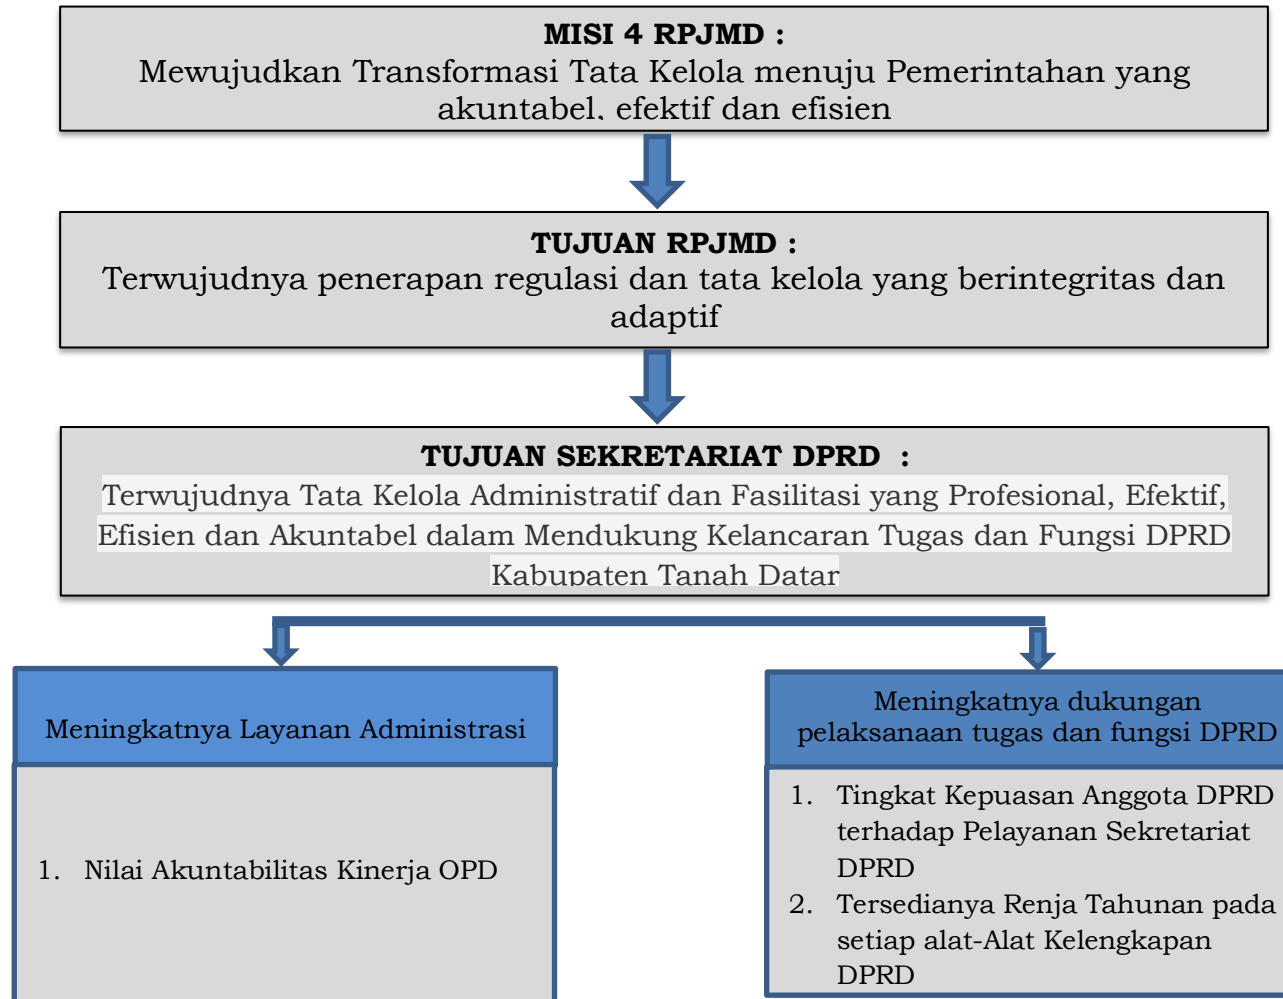 MISI 4 RPJMD :
Mewujudkan Transformasi Tata Kelola menuju Pemerintahan yang
akuntabel, efektif dan efisien
TUJUAN RPJMD :
Terwujudnya penerapan regulasi dan tata kelola yang berintegritas dan
adaptif
TUJUAN SEKRETARIAT DPRD :
Terwujudnya Tata Kelola Administratif dan Fasilitasi yang Profesional, Efektif,
Efisien dan Akuntabel dalam Mendukung Kelancaran Tugas dan Fungsi DPRD
Kabupaten Tanah Datar
Meningkatnya Layanan Administrasi
1. Nilai Akuntabilitas Kinerja OPD
Meningkatnya dukungan
pelaksanaan tugas dan fungsi DPRD
1. Tingkat Kepuasan Anggota DPRD
terhadap Pelayanan Sekretariat
DPRD
2. Tersedianya Renja Tahunan pada
setiap alat-Alat Kelengkapan
DPRD